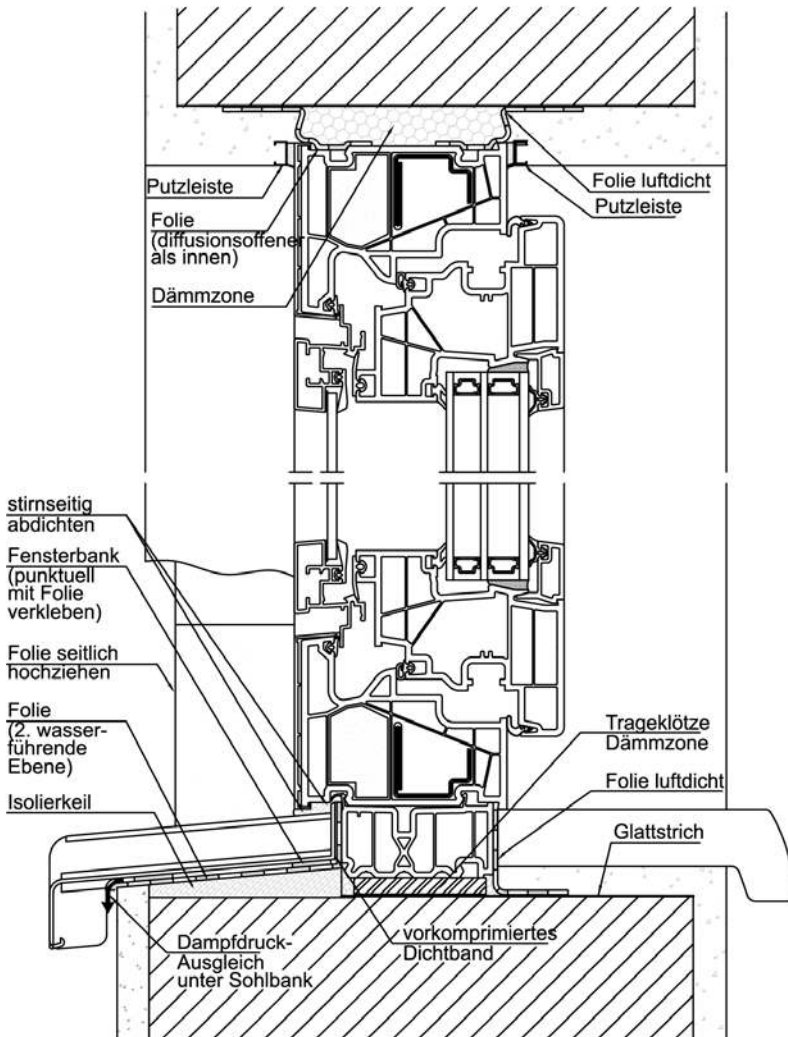 Putzleiste
Folie
(diffusionsoffener
als innen)
Dämmzone
Folie luftdicht
Putzleiste
stirnseitig
abdichten
Fensterbank
(punktuell
mit Folie
verkleben)
Folie seitlich
hochziehen
Folie
(2. wasser-
führende
Ebene)
Isolierkeil
Trageklötze
Dämmzone
Folie luftdicht
Glattstrich
Dampfdruck-
Ausgleich
unter Sohlbank
vorkomprimiertes
Dichtband